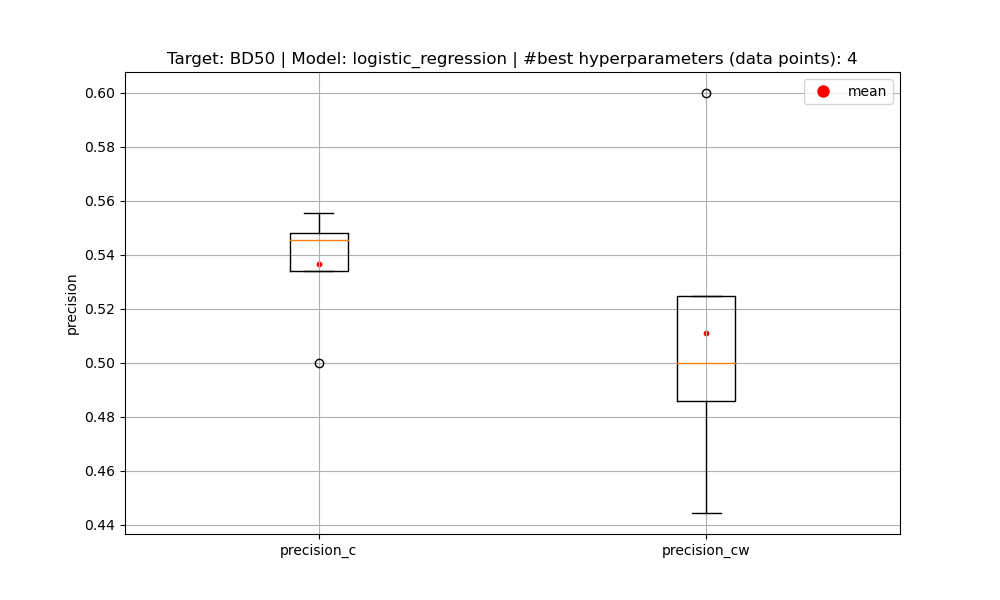 Target: BD50 | Model: logistic_regression | #best hyperparameters (data points): 4
mean
precision
0.60
0.58
0.56
0.54
0.52
0.50
0.48
0.46
0.44
precision_c
precision_cw